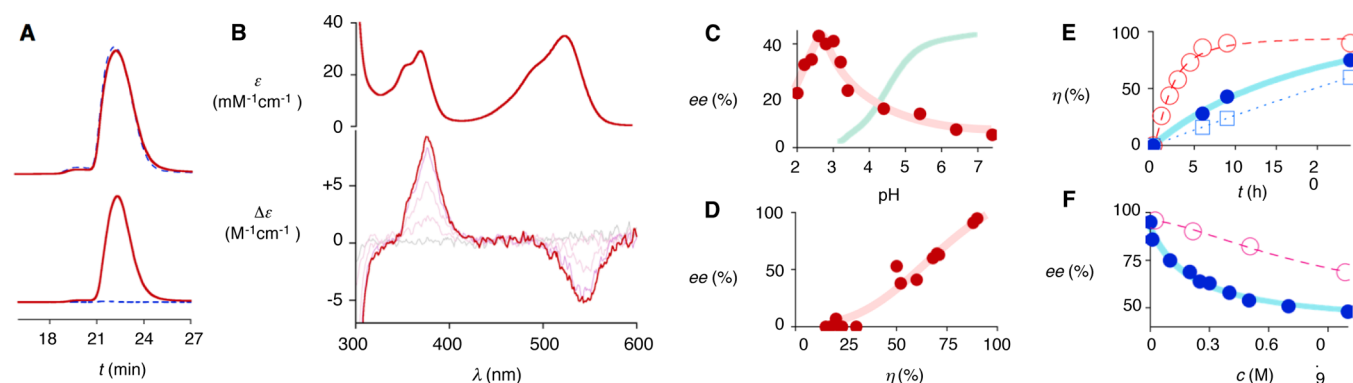 A
18
21
24
27
t (min)
B
ε
(mM-1cm-1)
40
20
0
Δε
(M-1cm-1)
+5
0
-5
300
400
500
600
λ (nm)
C
ee (%)
40
20
0
2
3
4
5
6
7
pH
D
ee (%)
100
50
0
0
25
50
75
100
η(%)
E
η(%)
100
50
0
0
5
10
15
2
0
t (h)
F
ee (%)
100
75
50
0
0.3
0.6
0
.
9
c (M)